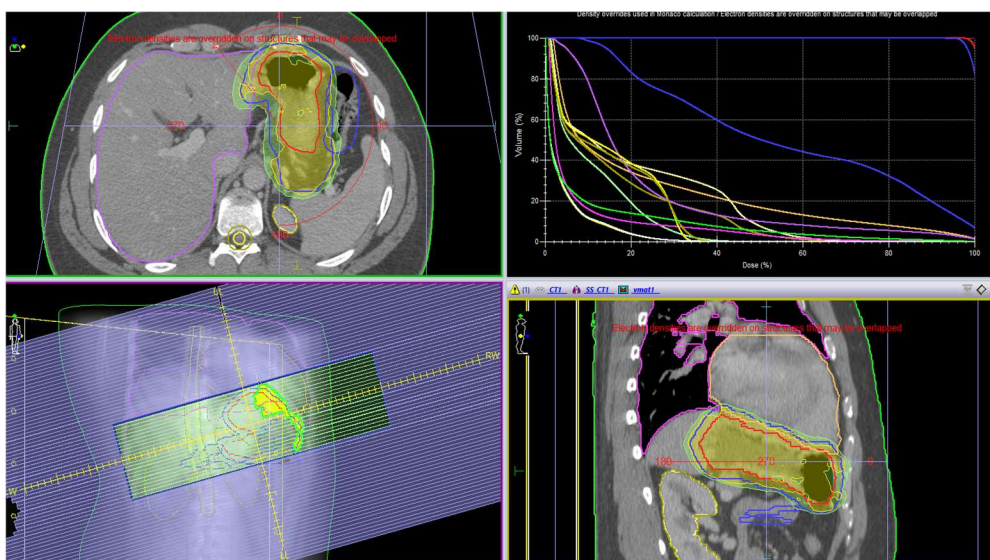 Density overrides used in Monaco calculation / Electron densities are overridden on structures that may be overlapped
Electron densities are overridden on structures that may be overlapped
0
270
90
180
Volume (%)
100
80
60
40
20
0
0 20 40 60 80 100
Dose (%)
(1) CT1 SS_CT1 vmat1
RW
Electron densities are overridden on structures that may be overlapped
180 270 0